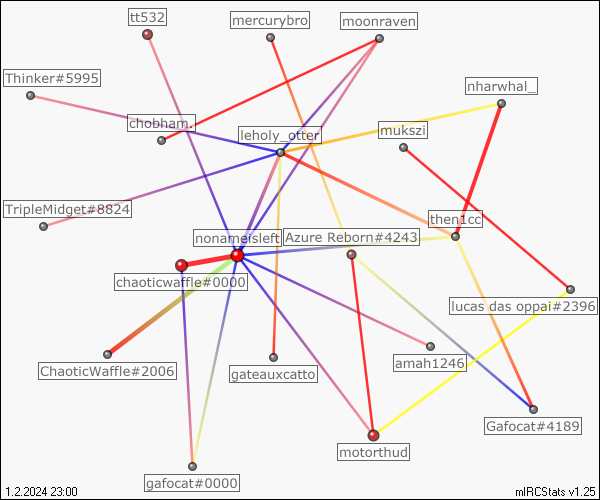 tt532
mercurybro
moonraven
Thinker#5995
nharwhal_
chobham_
leholy_otter
mukszi
TripleMidget#8824
then1cc
nonameisleft
Azure Reborn#4243
chaoticwaffle#0000
lucas das oppai#2396
ChaoticWaffle#2006
gateauxcatto
amah1246
Gafocat#4189
motorthud
gafocat#0000
1.2.2024 23:00
mIRCStats v1.25